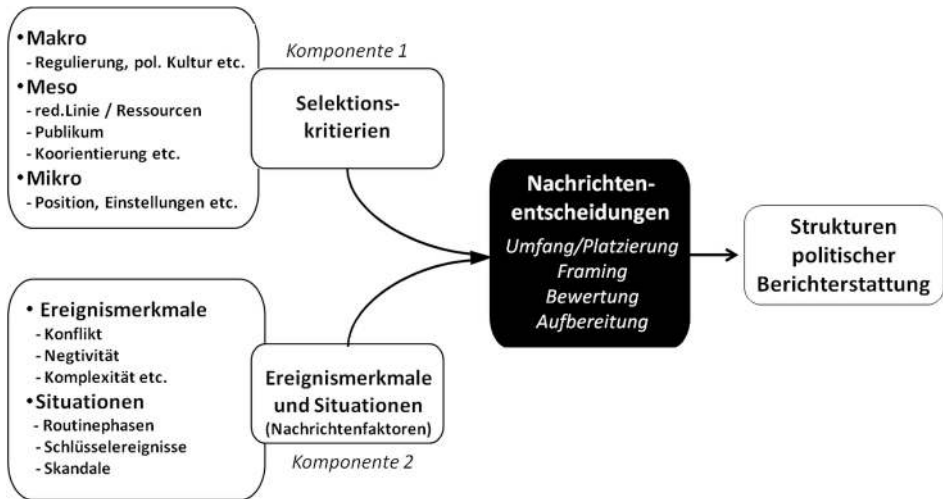 •Makro
- Regulierung, pol. Kultur etc.
•Meso
- red.Linie / Ressourcen
- Publikum
- Koorientierung etc.
•Mikro
- Position, Einstellungen etc.
Komponente 1
Selektions-
kritierien
• Ereignismerkmale
- Konflikt
- Negtivität
- Komplexität etc.
•Situationen
- Routinephasen
- Schlüsselereignisse
- Skandale
Ereignismerkmale
und Situationen
(Nachrichtenfaktoren)
Komponente 2
Nachrichten-
entscheidungen
Umfang/Platzierung
Framing
Bewertung
Aufbereitung
Strukturen
politischer
Berichterstattung